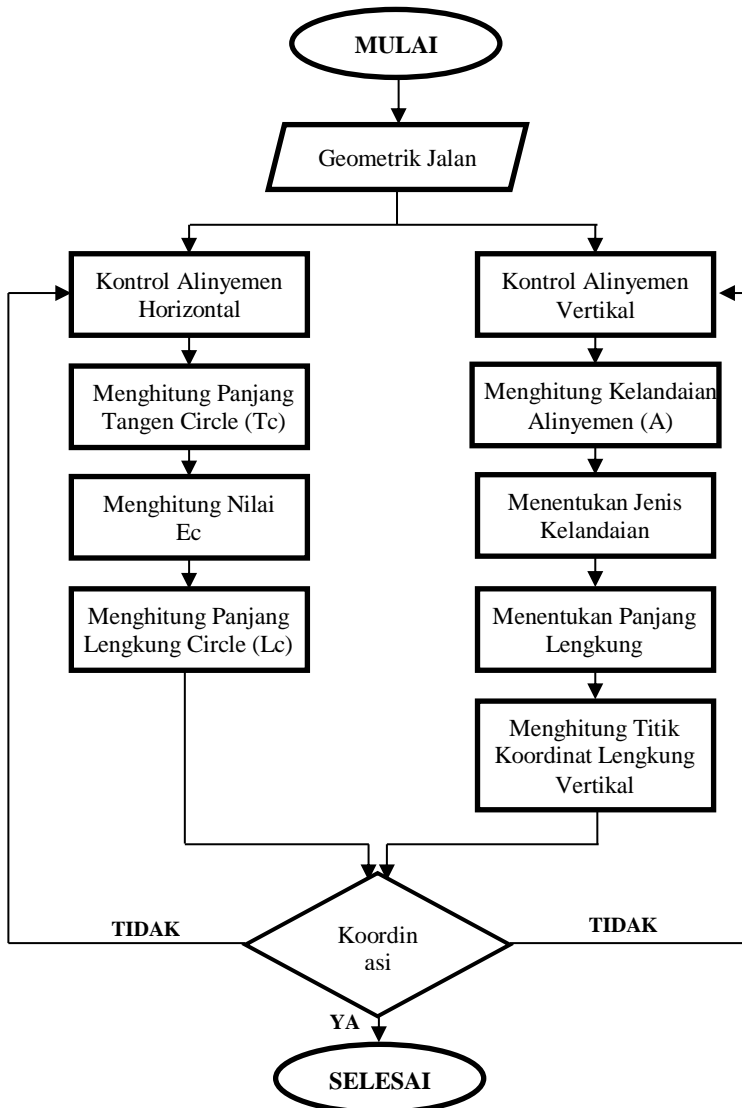 MULAI
Geometrik Jalan
Kontrol Alinyemen
Horizontal
Menghitung Panjang
Tangen Circle (Tc)
Menghitung Nilai
Ec
Menghitung Panjang
Lengkung Circle (Lc)
Kontrol Alinyemen
Vertikal
Menghitung Kelandaian
Alinyemen (A)
Menentukan Jenis
Kelandaian
Menentukan Panjang
Lengkung
Menghitung Titik
Koordinat Lengkung
Vertikal
TIDAK
Koordin
asi
TIDAK
YA
SELESAI